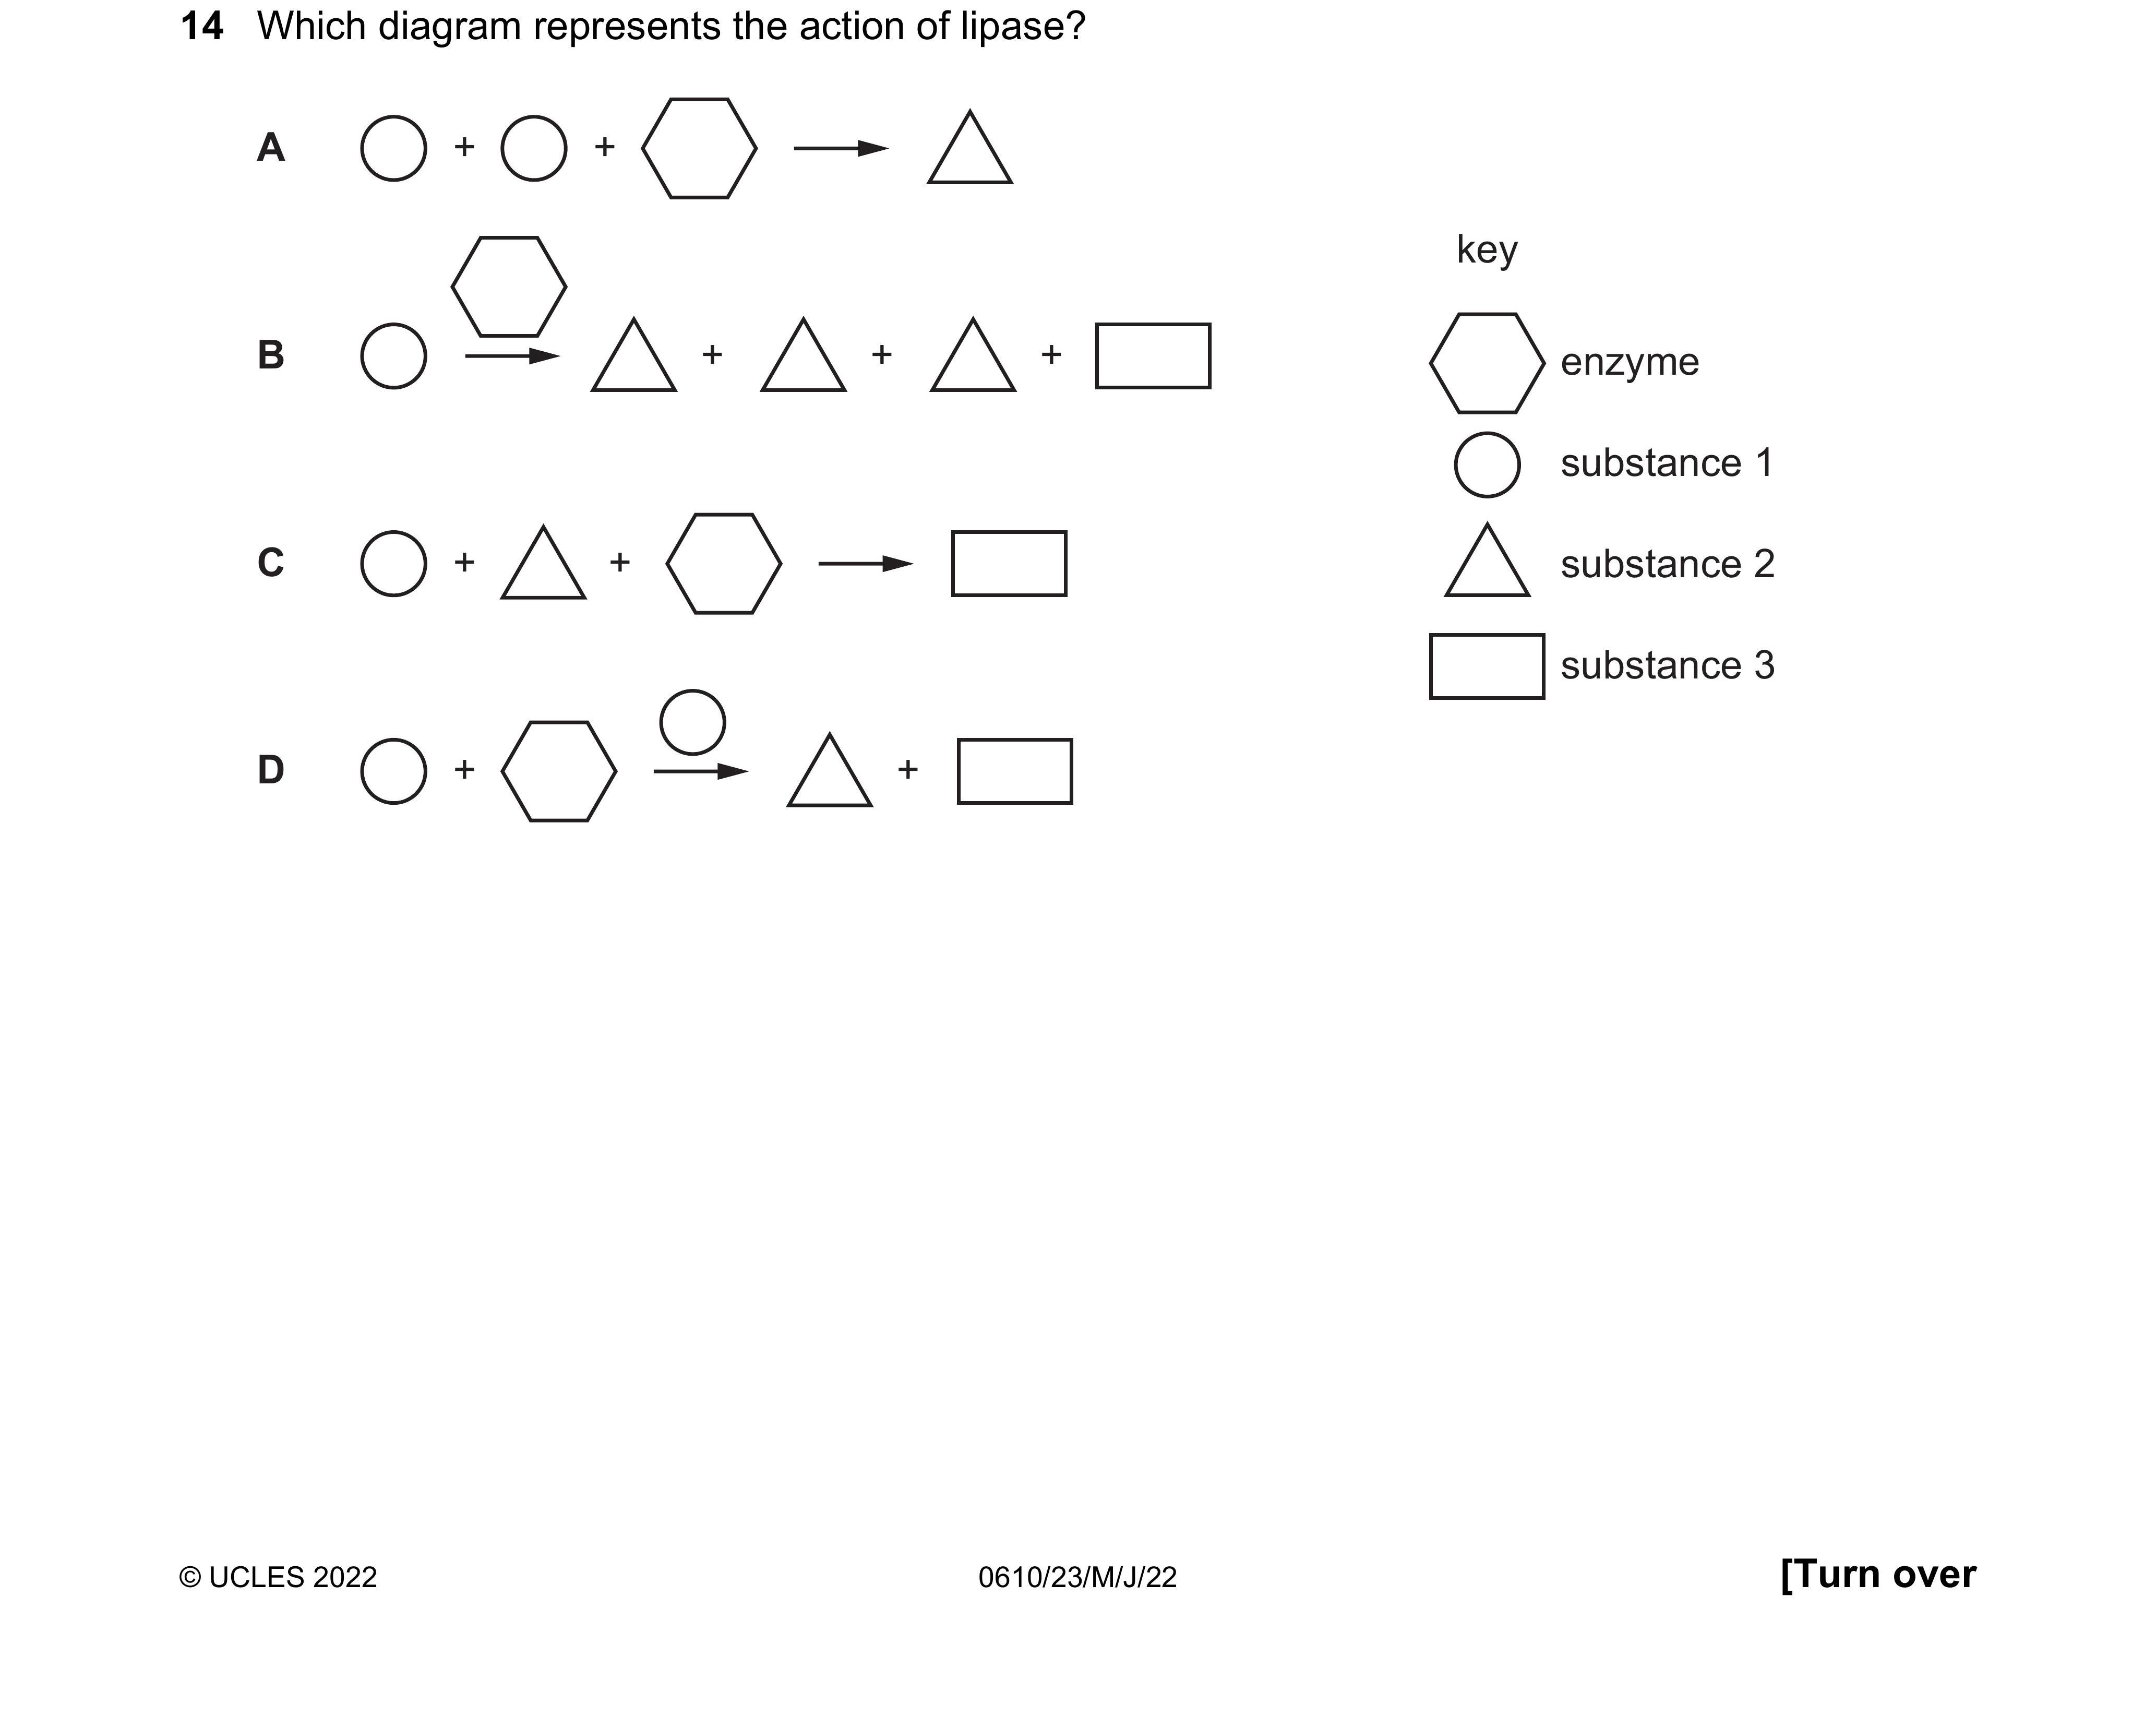 14 Which diagram represents the action of lipase?
A + + 
B + + +
C + +
D + +
key
enzyme
substance 1
substance 2
substance 3
© UCLES 2022 0610/23/M/J/22 [Turn over